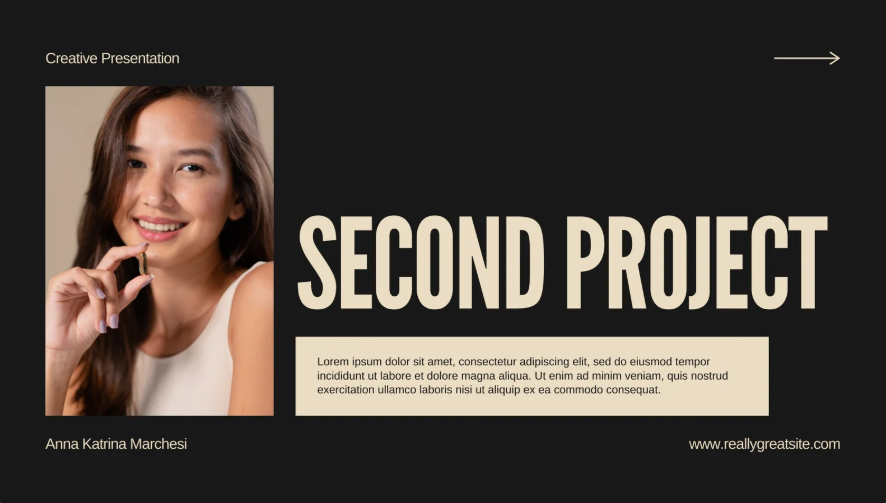 Creative Presentation
SECOND PROJECT
Lorem ipsum dolor sit amet, consectetur adipiscing elit, sed do eiusmod tempor
incididunt ut labore et dolore magna aliqua. Ut enim ad minim veniam, quis nostrud
exercitation ullamco laboris nisi ut aliquip ex ea commodo consequat.
Anna Katrina Marchesi
www.reallygreatsite.com